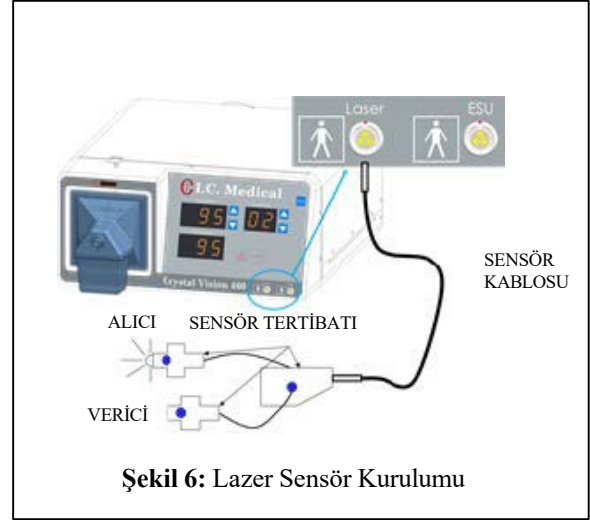 Laser ESU
I.C. Medical
95 02
95
Crystal Vision
SENSÖR
KABLOSU
ALICI SENSÖR TERTİBATI
VERİCİ
Şekil 6: Lazer Sensör Kurulumu